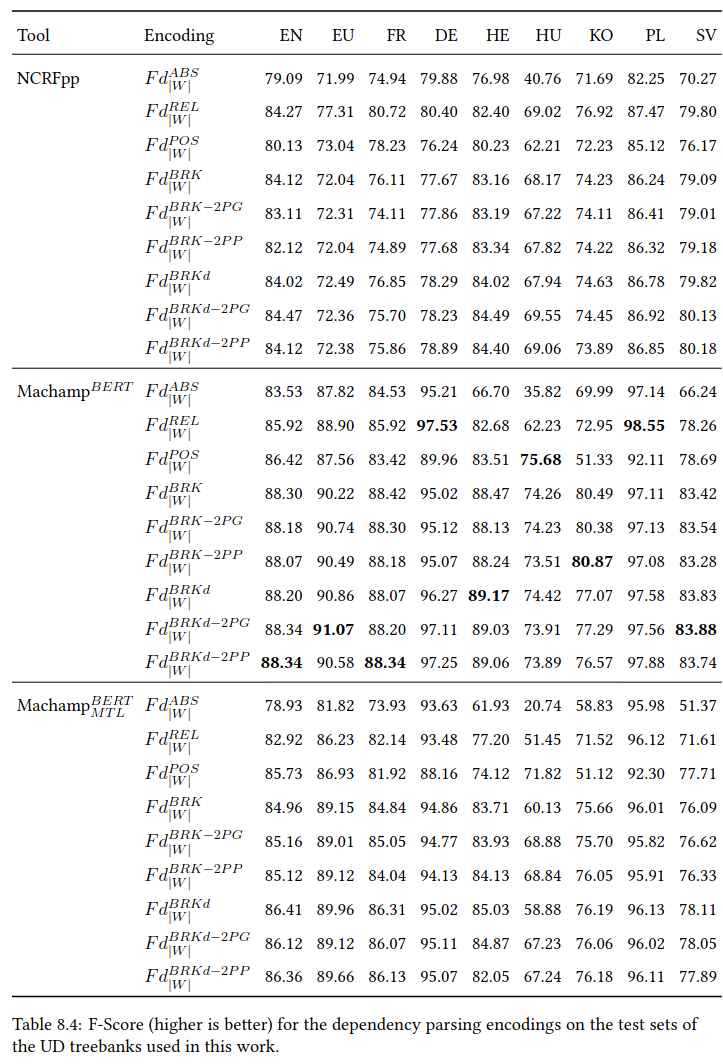 Tool Encoding EN EU FR DE HE HU KO PL SV
NCRFpp Fd^{ABS}_{|W|} 79.09 71.99 74.94 79.88 76.98 40.76 71.69 82.25 70.27
Fd^{REL}_{|W|} 84.27 77.31 80.72 80.40 82.40 69.02 76.92 87.47 79.80
Fd^{POS}_{|W|} 80.13 73.04 78.23 76.24 80.23 62.21 72.23 85.12 76.17
Fd^{BRK}_{|W|} 84.12 72.04 76.11 77.67 83.16 68.17 74.23 86.24 79.09
Fd^{BRK-2PG}_{|W|} 83.11 72.31 74.11 77.86 83.19 67.22 74.11 86.41 79.01
Fd^{BRK-2PP}_{|W|} 82.12 72.04 74.89 77.68 83.34 67.82 74.22 86.32 79.18
Fd^{BRKd}_{|W|} 84.02 72.49 76.85 78.29 84.02 67.94 74.63 86.78 79.82
Fd^{BRKd-2PG}_{|W|} 84.47 72.36 75.70 78.23 84.49 69.55 74.45 86.92 80.13
Fd^{BRKd-2PP}_{|W|} 84.12 72.38 75.86 78.89 84.40 69.06 73.89 86.85 80.18
Machamp^{BERT} Fd^{ABS}_{|W|} 83.53 87.82 84.53 95.21 66.70 35.82 69.99 97.14 66.24
Fd^{REL}_{|W|} 85.92 88.90 85.92 97.53 82.68 62.23 72.95 98.55 78.26
Fd^{POS}_{|W|} 86.42 87.56 83.42 89.96 83.51 75.68 51.33 92.11 78.69
Fd^{BRK}_{|W|} 88.30 90.22 88.42 95.02 88.47 74.26 80.49 97.11 83.42
Fd^{BRK-2PG}_{|W|} 88.18 90.74 88.30 95.12 88.13 74.23 80.38 97.13 83.54
Fd^{BRK-2PP}_{|W|} 88.07 90.49 88.18 95.07 88.24 73.51 80.87 97.08 83.28
Fd^{BRKd}_{|W|} 88.20 90.86 88.07 96.27 89.17 74.42 77.07 97.58 83.83
Fd^{BRKd-2PG}_{|W|} 88.34 91.07 88.20 97.11 89.03 73.91 77.29 97.56 83.88
Fd^{BRKd-2PP}_{|W|} 88.34 90.58 88.34 97.25 89.06 73.89 76.57 97.88 83.74
Machamp^{BERT}_{MTL} Fd^{ABS}_{|W|} 78.93 81.82 73.93 93.63 61.93 20.74 58.83 95.98 51.37
Fd^{REL}_{|W|} 82.92 86.23 82.14 93.48 77.20 51.45 71.52 96.12 71.61
Fd^{POS}_{|W|} 85.73 86.93 81.92 88.16 74.12 71.82 51.12 92.30 77.71
Fd^{BRK}_{|W|} 84.96 89.15 84.84 94.86 83.71 60.13 75.66 96.01 76.09
Fd^{BRK-2PG}_{|W|} 85.16 89.01 85.05 94.77 83.93 68.88 75.70 95.82 76.62
Fd^{BRK-2PP}_{|W|} 85.12 89.12 84.04 94.13 84.13 68.84 76.05 95.91 76.33
Fd^{BRKd}_{|W|} 86.41 89.96 86.31 95.02 85.03 58.88 76.19 96.13 78.11
Fd^{BRKd-2PG}_{|W|} 86.12 89.12 86.07 95.11 84.87 67.23 76.06 96.02 78.05
Fd^{BRKd-2PP}_{|W|} 86.36 89.66 86.13 95.07 82.05 67.24 76.18 96.11 77.89
Table 8.4: F-Score (higher is better) for the dependency parsing encodings on the test sets of
the UD treebanks used in this work.